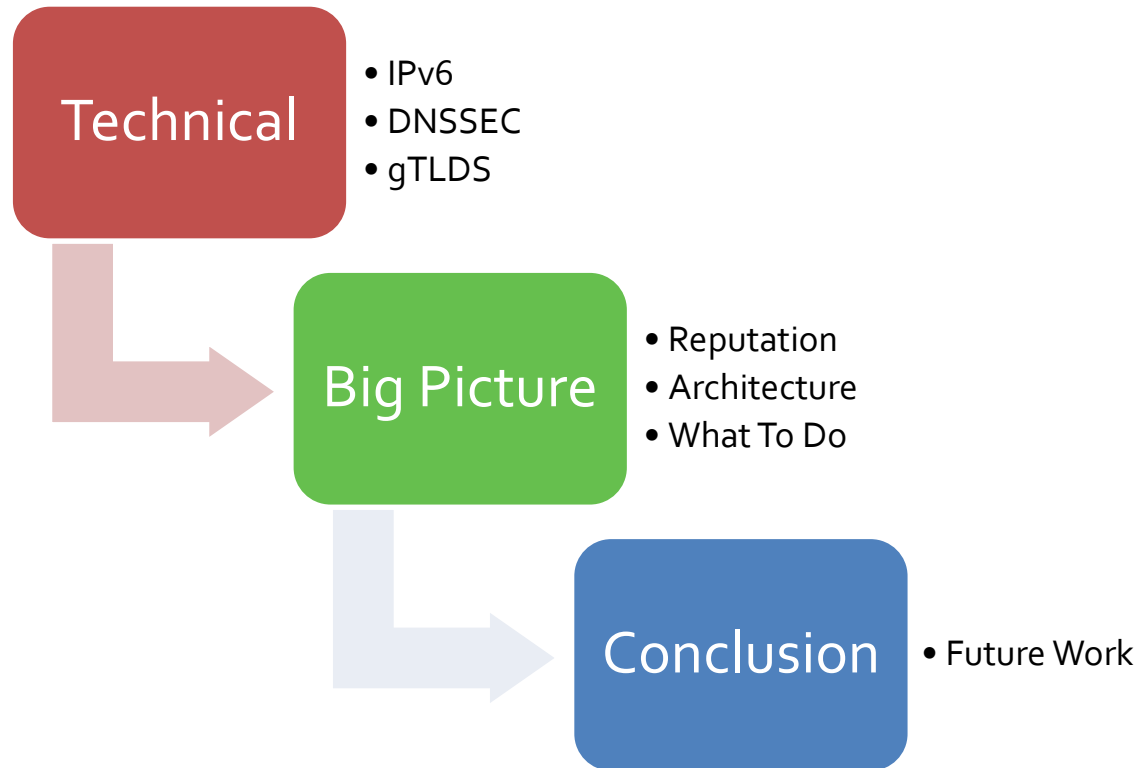 Technical
• IPv6
• DNSSEC
• gTLDS
Big Picture
• Reputation
• Architecture
• What To Do
Conclusion
• Future Work